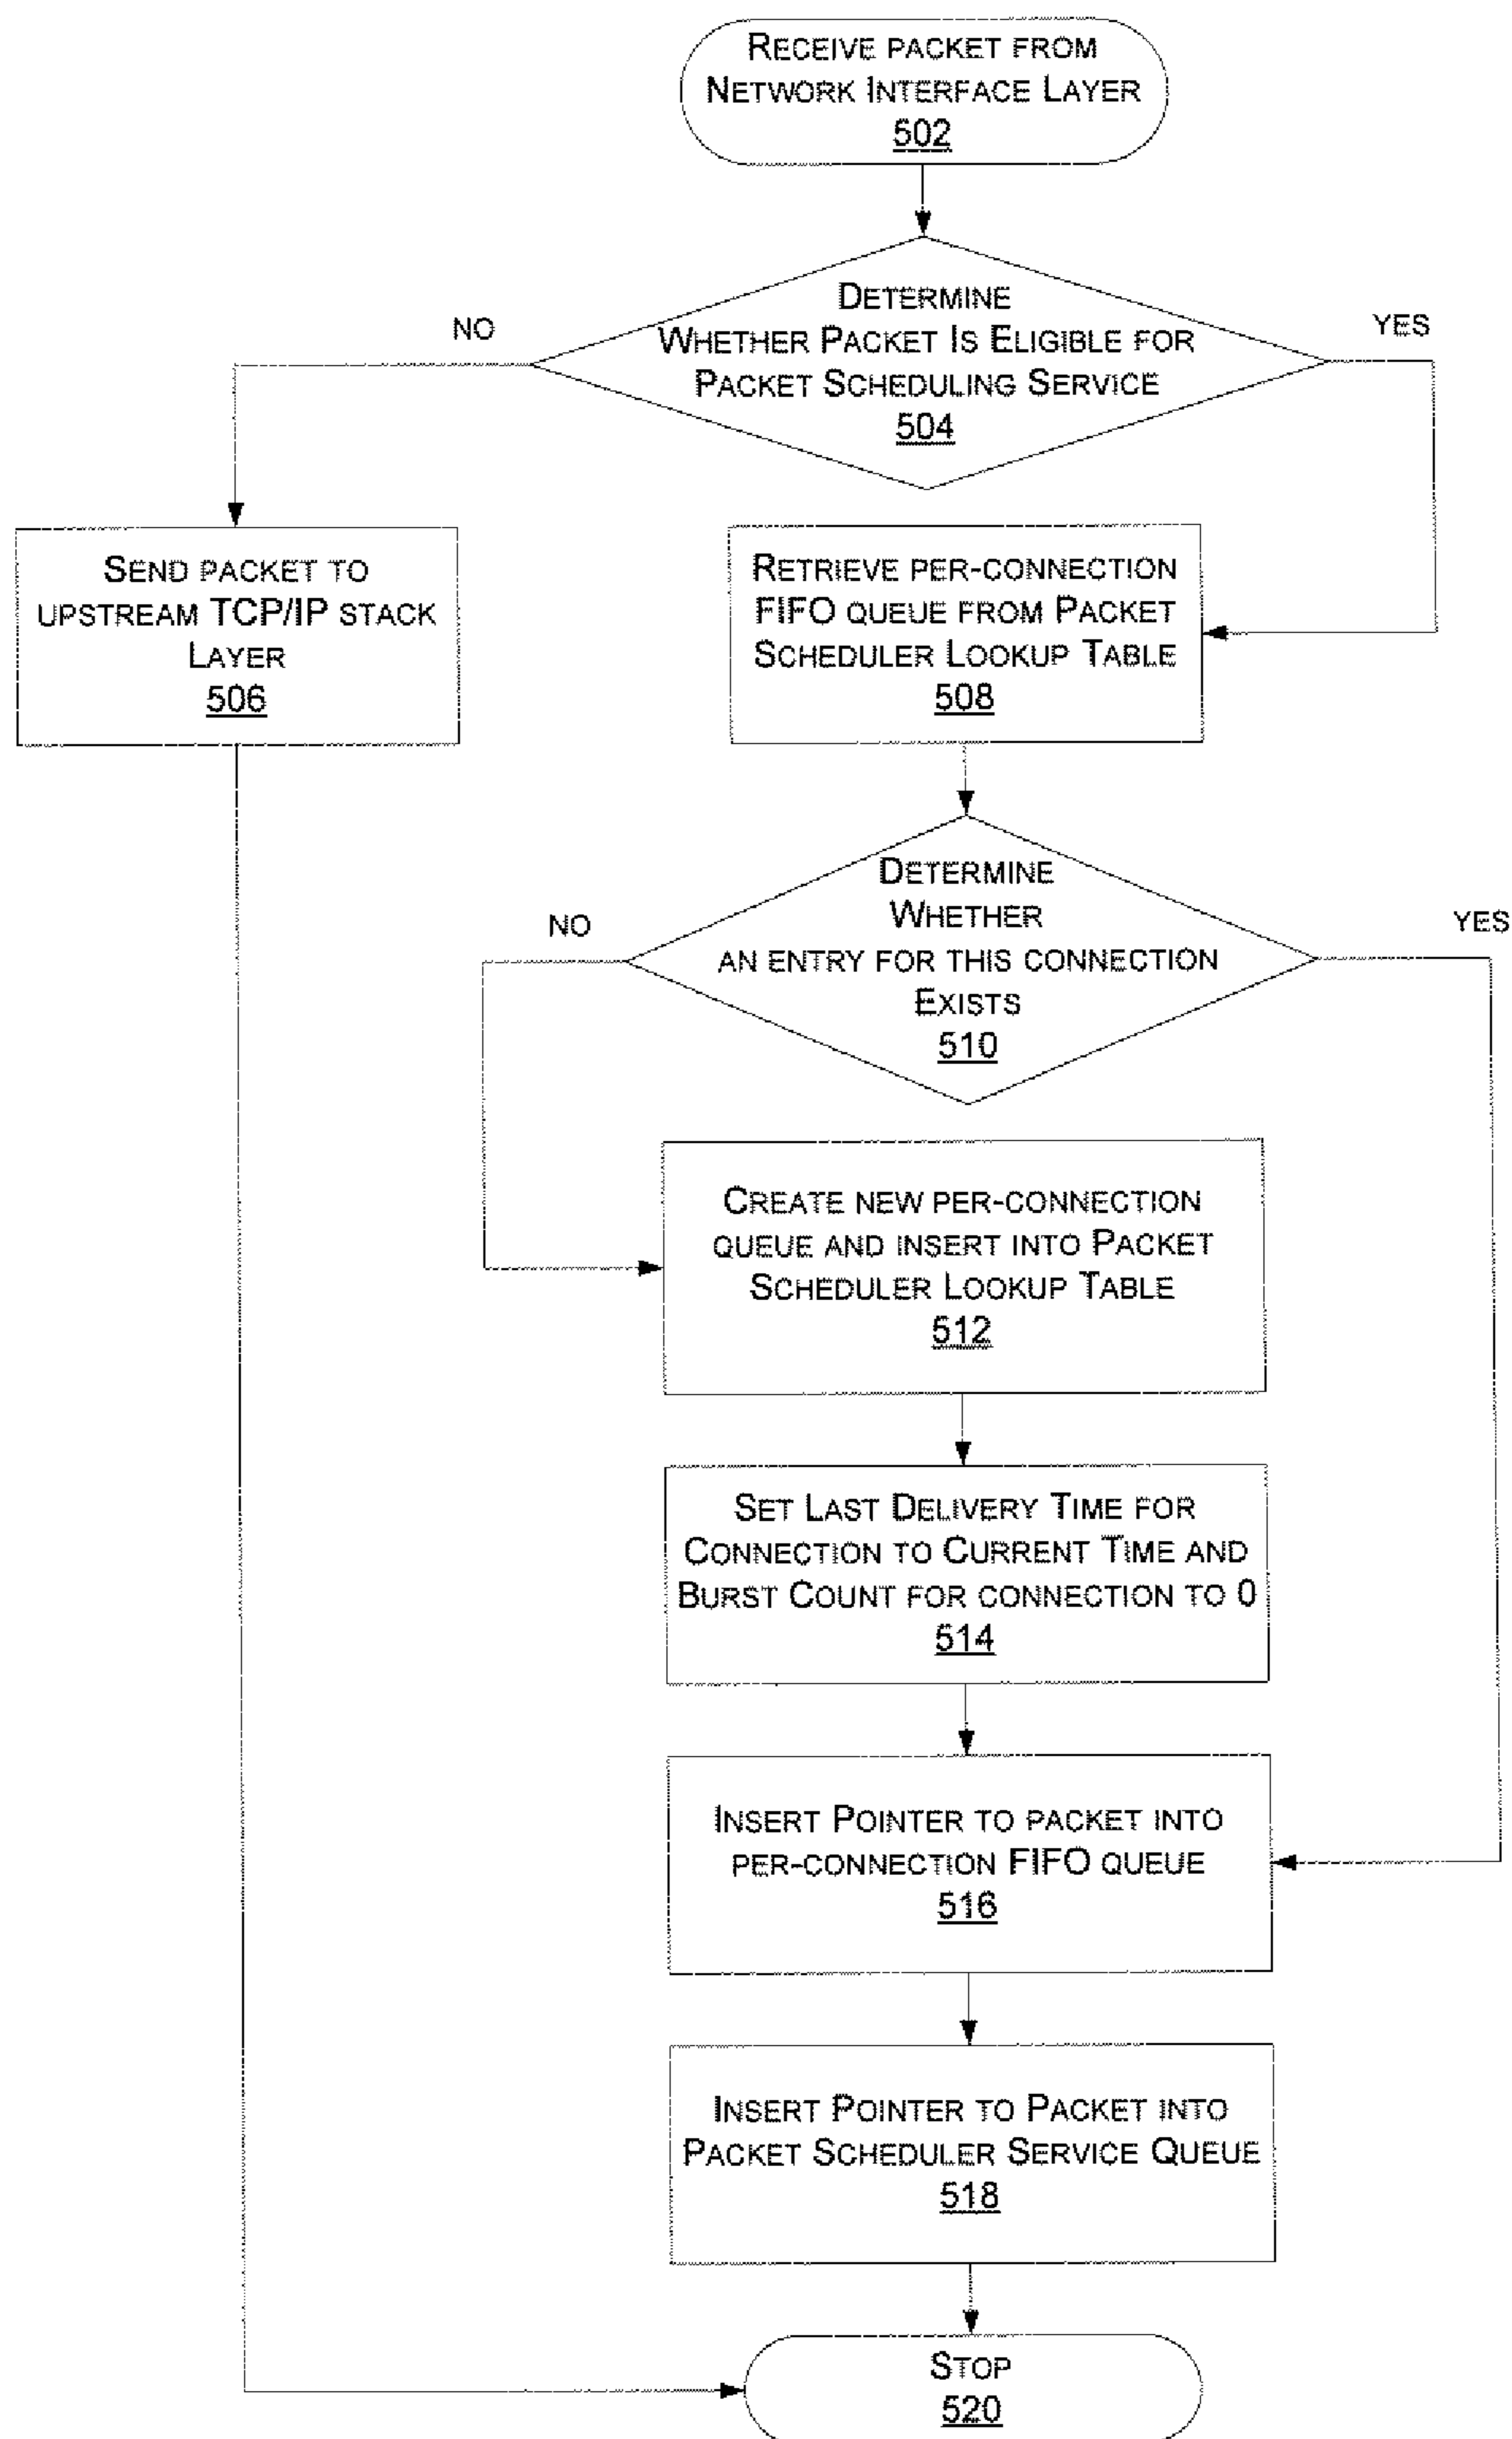 RECEIVE PACKET FROM
NETWORK INTERFACE LAYER
502
DETERMINE
WHETHER PACKET IS ELIGIBLE FOR
PACKET SCHEDULING SERVICE
504
NO
YES
SEND PACKET TO
UPSTREAM TCP/IP STACK
LAYER
506
RETRIEVE PER-CONNECTION
FIFO QUEUE FROM PACKET
SCHEDULER LOOKUP TABLE
508
DETERMINE
WHETHER
AN ENTRY FOR THIS CONNECTION
EXISTS
510
NO
YES
CREATE NEW PER-CONNECTION
QUEUE AND INSERT INTO PACKET
SCHEDULER LOOKUP TABLE
512
SET LAST DELIVERY TIME FOR
CONNECTION TO CURRENT TIME AND
BURST COUNT FOR CONNECTION TO 0
514
INSERT POINTER TO PACKET INTO
PER-CONNECTION FIFO QUEUE
516
INSERT POINTER TO PACKET INTO
PACKET SCHEDULER SERVICE QUEUE
518
STOP
520